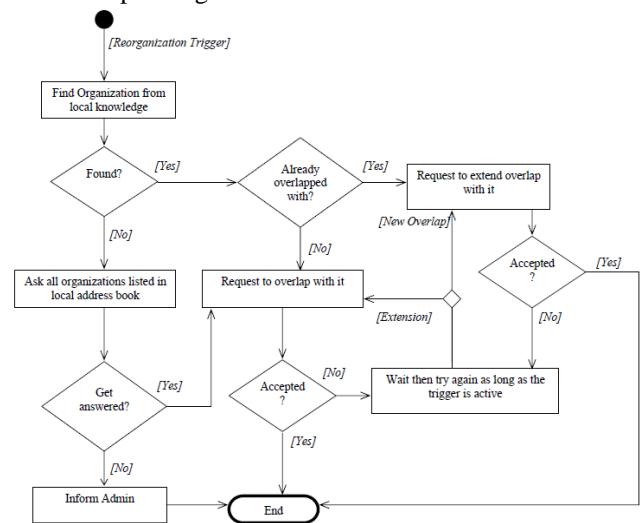 [Reorganization Trigger]
Find Organization from
local knowledge
Found?
[Yes]
Already
overlapped
with?
[Yes]
Request to extend overlap
with it
[New Overlap]
[No]
[No]
Accepted
?
[Yes]
Ask all organizations listed in
local address book
Request to overlap with it
[Extension]
[No]
Get
answered?
[Yes]
Accepted
?
[No]
Wait then try again as long as the
trigger is active
[No]
[Yes]
Inform Admin
End